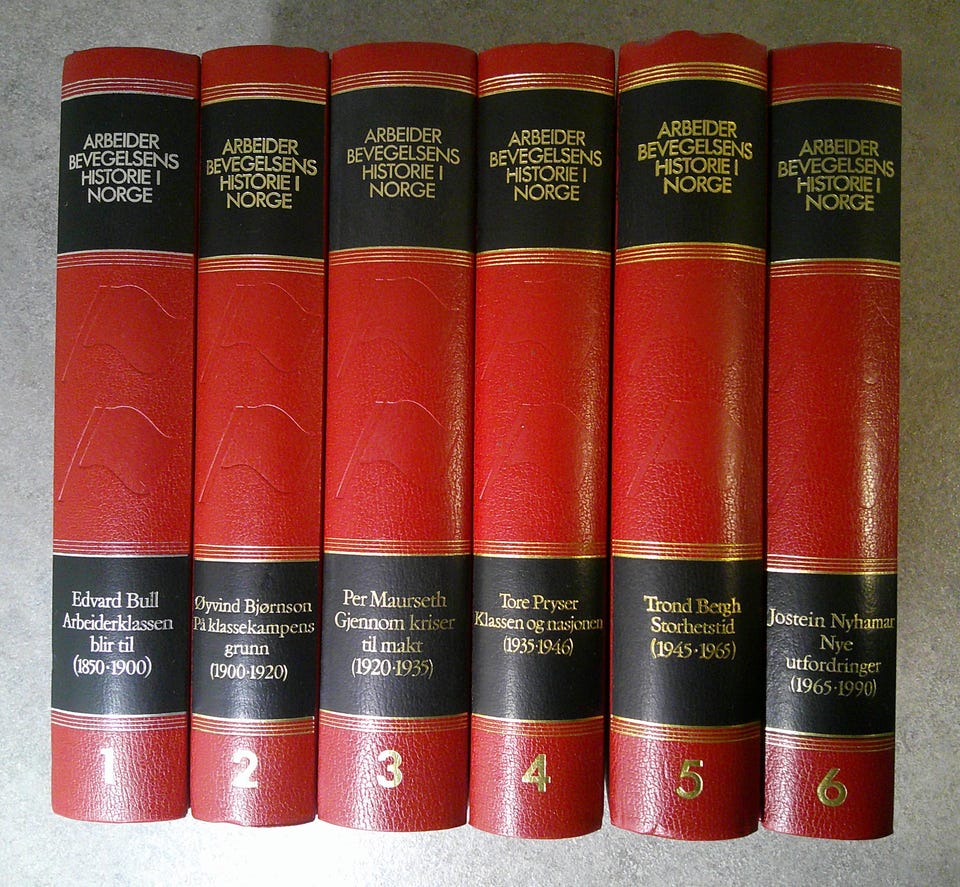 ARBEIDER
BEVEGELSENS
HISTORIE I
NORGE
Edvard Bull
Arbeiderklassen
blir til
(1850·1900)
1
ARBEIDER
BEVEGELSENS
HISTORIE I
NORGE
Øyvind Bjørnson
På klassekampens
grunn
(1900·1920)
2
ARBEIDER
BEVEGELSENS
HISTORIE I
NORGE
Per Maurseth
Gjennom kriser
til makt
(1920·1935)
3
ARBEIDER
BEVEGELSENS
HISTORIE I
NORGE
Tore Pryser
Klassen og nasjonen
(1935·1946)
4
ARBEIDER
BEVEGELSENS
HISTORIE I
NORGE
Trond Bergh
Storhetstid
(1945·1965)
5
ARBEIDER
BEVEGELSENS
HISTORIE I
NORGE
Jostein Nyhamar
Nye
utfordringer
(1965·1990)
6